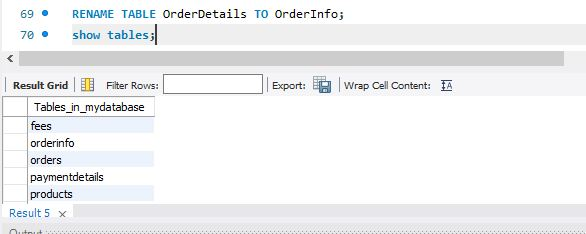 69 RENAME TABLE OrderDetails TO OrderInfo;
70 show tables;
Result Grid Filter Rows: Export: Wrap Cell Content:
Tables_in_mydatabase
fees
orderinfo
orders
paymentdetails
products
Result 5 x
Output